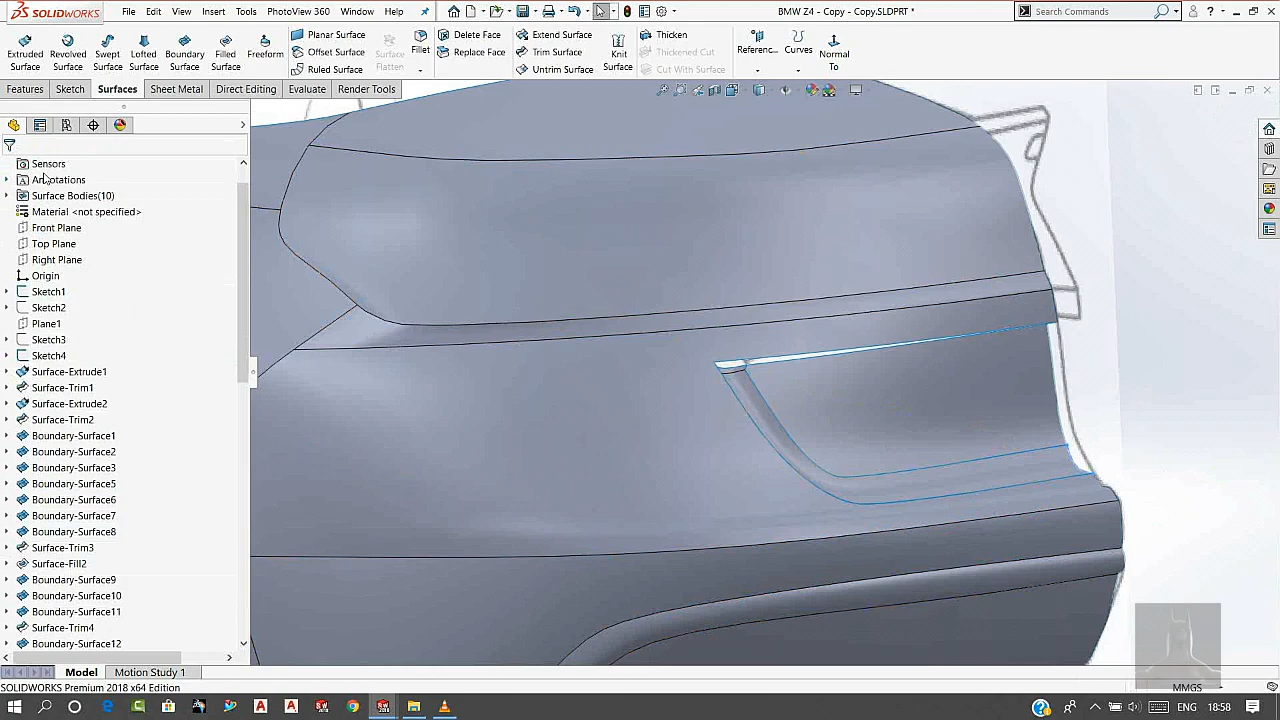 SOLIDWORKS File Edit View Insert Tools PhotoView 360 Window Help BMW Z4 - Copy - Copy.SLDPRT * Search Commands
Extruded Surface
Revolved Surface
Swept Surface
Lofted Surface
Boundary Surface
Filled Surface
Freeform
Planar Surface
Offset Surface
Ruled Surface
Surface Flatten
Fillet
Delete Face
Replace Face
Extend Surface
Trim Surface
Untrim Surface
Knit Surface
Thicken
Thickened Cut
Cut With Surface
Referenc...
Curves
Normal To
Features Sketch Surfaces Sheet Metal Direct Editing Evaluate Render Tools
Sensors
Annotations
Surface Bodies(10)
Material <not specified>
Front Plane
Top Plane
Right Plane
Origin
Sketch1
Sketch2
Plane1
Sketch3
Sketch4
Surface-Extrude1
Surface-Trim1
Surface-Extrude2
Surface-Trim2
Boundary-Surface1
Boundary-Surface2
Boundary-Surface3
Boundary-Surface5
Boundary-Surface6
Boundary-Surface7
Boundary-Surface8
Surface-Trim3
Surface-Fill2
Boundary-Surface9
Boundary-Surface10
Boundary-Surface11
Surface-Trim4
Boundary-Surface12
Model Motion Study 1
SOLIDWORKS Premium 2018 x64 Edition MMGS
ENG 18:58